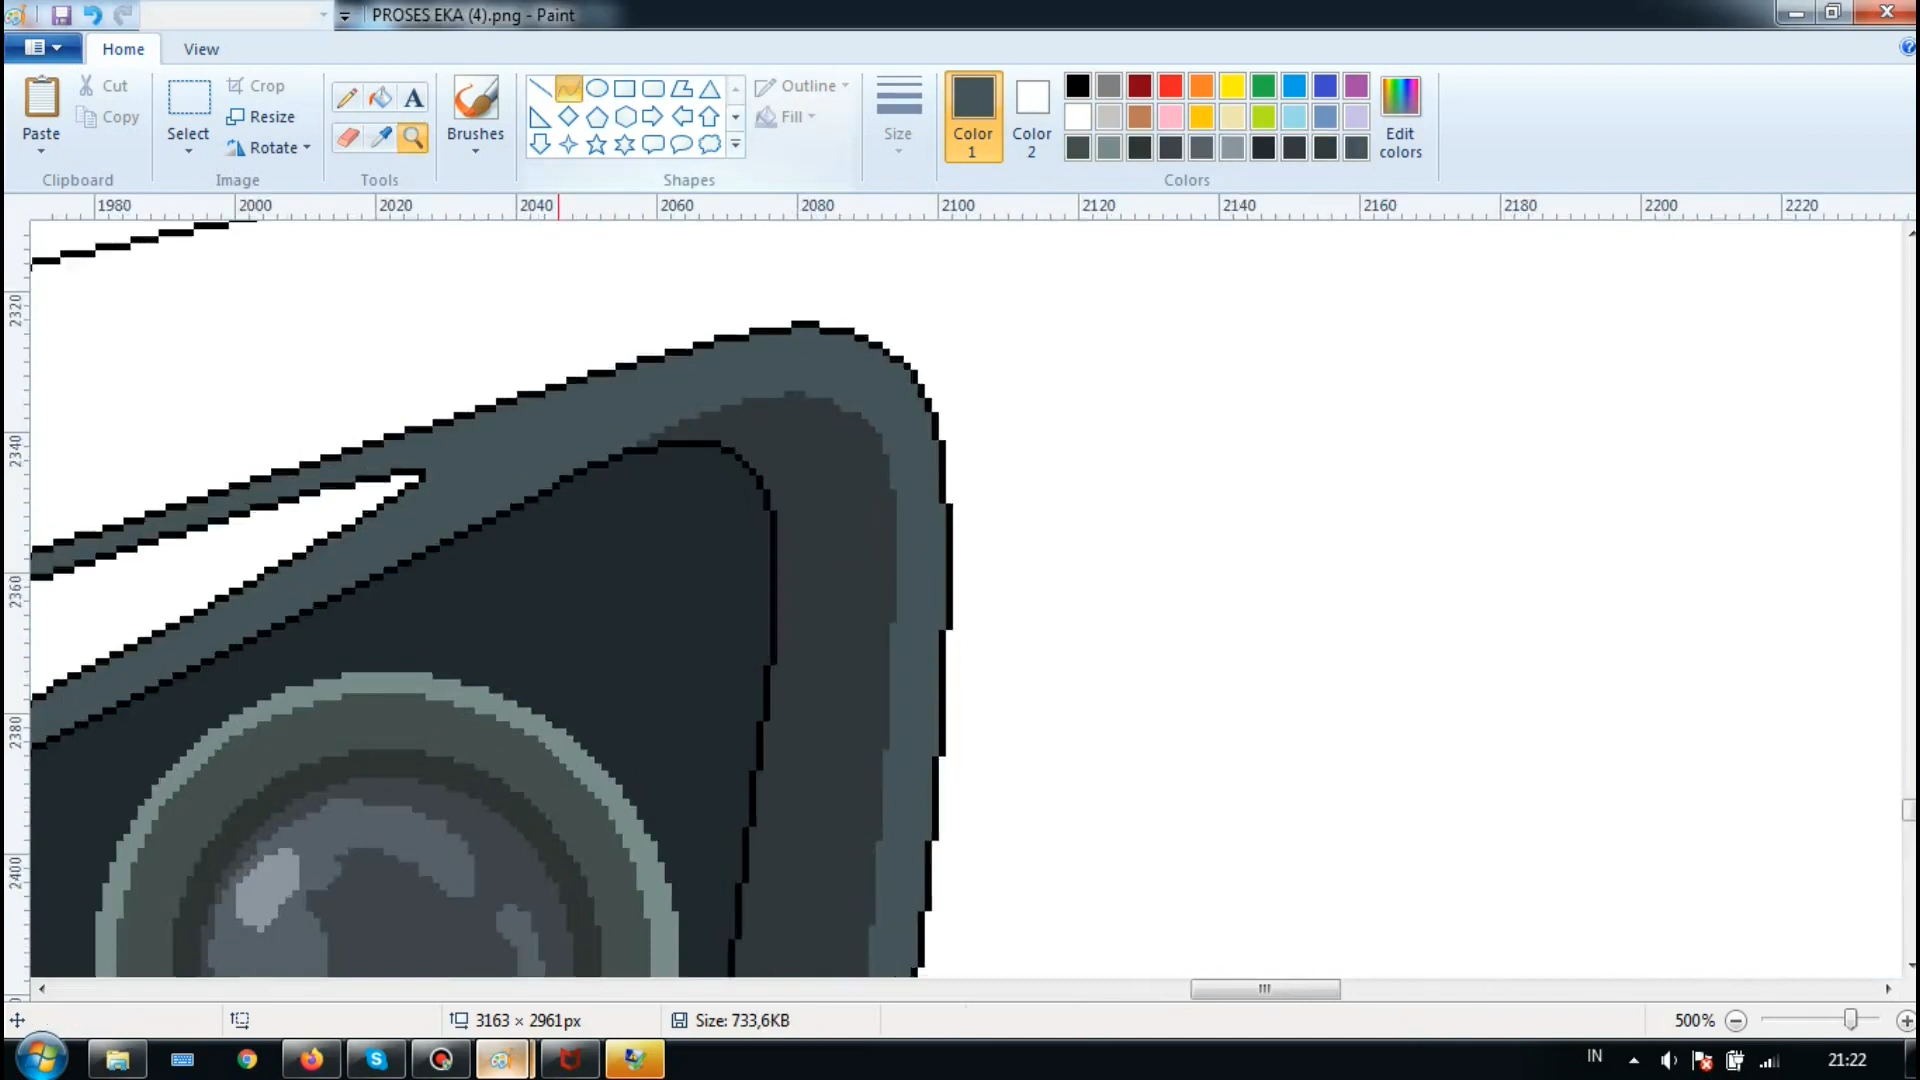 PROSES EKA (4).png - Paint
Home View
Paste
Cut
Copy
Clipboard
Select
Crop
Resize
Rotate
Image
A
Tools
Brushes
Shapes
Outline
Fill
Size
Color 1
Color 2
Edit colors
Colors
1980 2000 2020 2040 2060 2080 2100 2120 2140 2160 2180 2200 2220
2320
2340
2360
2380
2400
3163 × 2961px
Size: 733,6KB
500%
IN
21:22